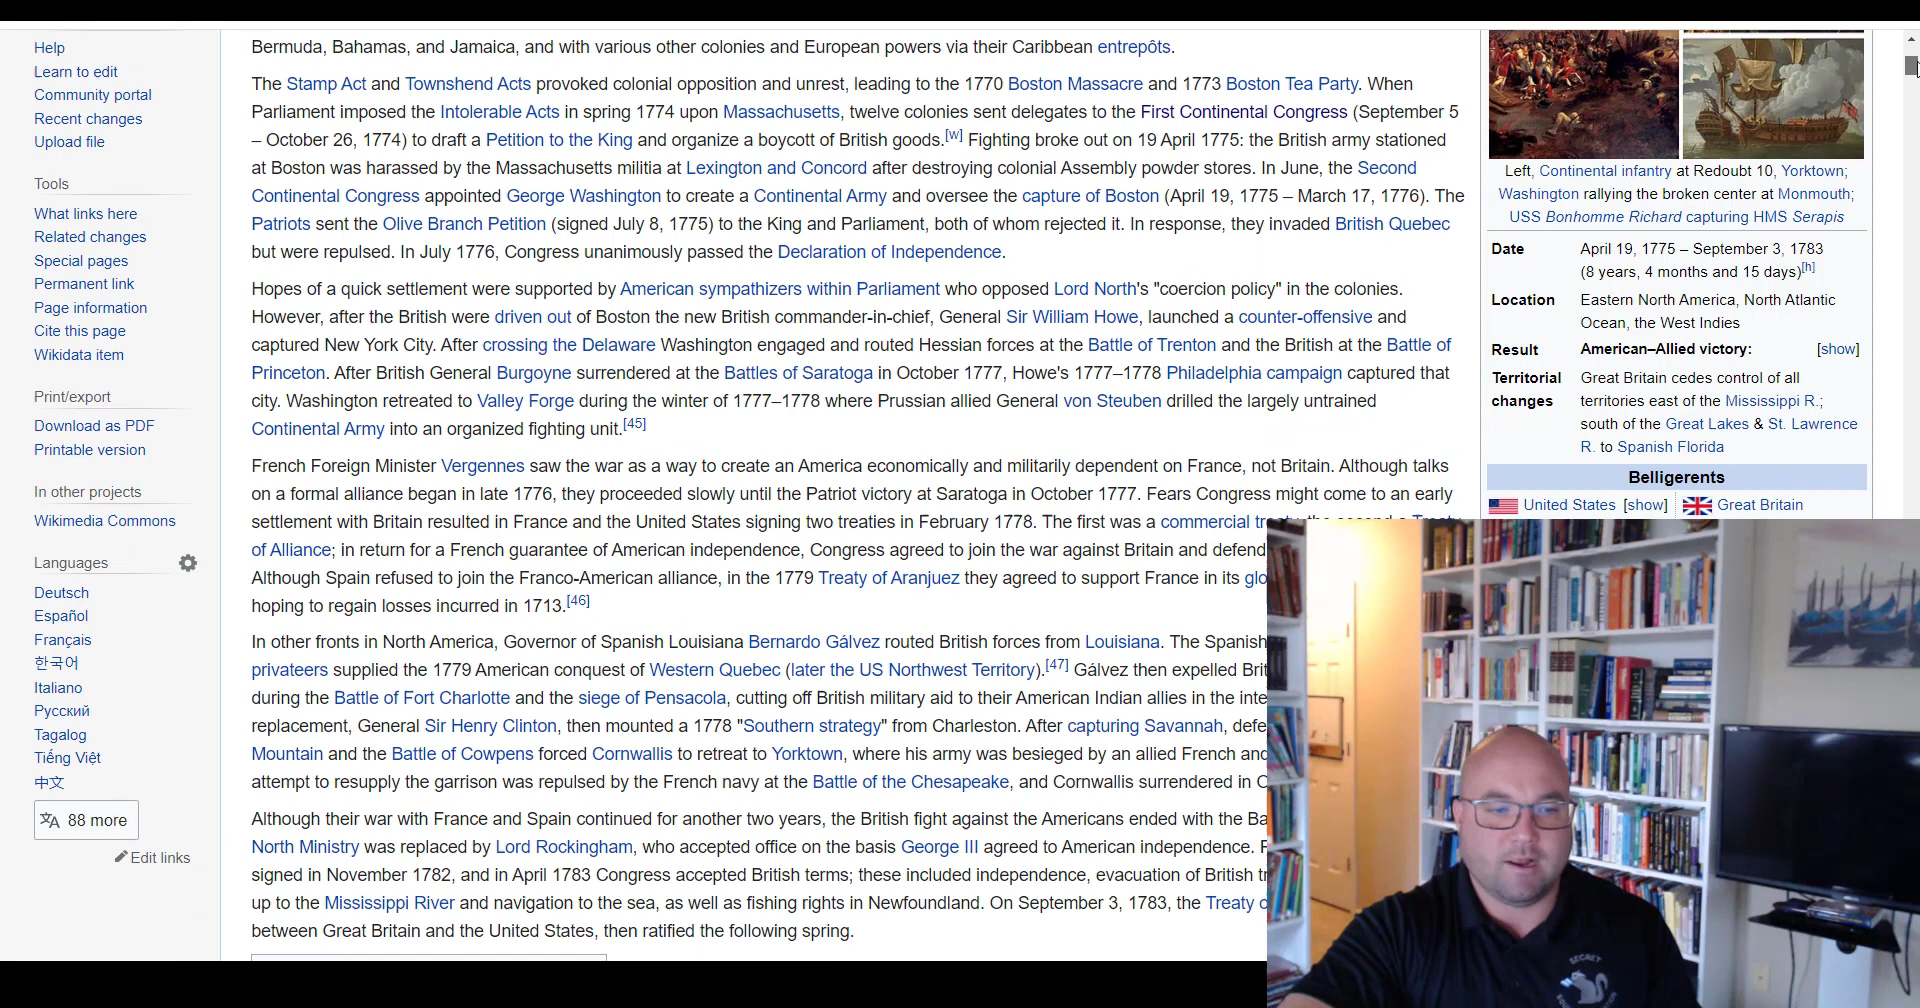 Help
Learn to edit
Community portal
Recent changes
Upload file
Tools
What links here
Related changes
Special pages
Permanent link
Page information
Cite this page
Wikidata item
Print/export
Download as PDF
Printable version
In other projects
Wikimedia Commons
Languages
Deutsch
Español
Français
한국어
Italiano
Русский
Tagalog
Tiếng Việt
中文
88 more
Edit links
Bermuda, Bahamas, and Jamaica, and with various other colonies and European powers via their Caribbean entrepôts.
The Stamp Act and Townshend Acts provoked colonial opposition and unrest, leading to the 1770 Boston Massacre and 1773 Boston Tea Party. When
Parliament imposed the Intolerable Acts in spring 1774 upon Massachusetts, twelve colonies sent delegates to the First Continental Congress (September 5
– October 26, 1774) to draft a Petition to the King and organize a boycott of British goods.[w] Fighting broke out on 19 April 1775: the British army stationed
at Boston was harassed by the Massachusetts militia at Lexington and Concord after destroying colonial Assembly powder stores. In June, the Second
Continental Congress appointed George Washington to create a Continental Army and oversee the capture of Boston (April 19, 1775 – March 17, 1776). The
Patriots sent the Olive Branch Petition (signed July 8, 1775) to the King and Parliament, both of whom rejected it. In response, they invaded British Quebec
but were repulsed. In July 1776, Congress unanimously passed the Declaration of Independence.
Hopes of a quick settlement were supported by American sympathizers within Parliament who opposed Lord North's "coercion policy" in the colonies.
However, after the British were driven out of Boston the new British commander-in-chief, General Sir William Howe, launched a counter-offensive and
captured New York City. After crossing the Delaware Washington engaged and routed Hessian forces at the Battle of Trenton and the British at the Battle of
Princeton. After British General Burgoyne surrendered at the Battles of Saratoga in October 1777, Howe's 1777–1778 Philadelphia campaign captured that
city. Washington retreated to Valley Forge during the winter of 1777–1778 where Prussian allied General von Steuben drilled the largely untrained
Continental Army into an organized fighting unit.[45]
French Foreign Minister Vergennes saw the war as a way to create an America economically and militarily dependent on France, not Britain. Although talks
on a formal alliance began in late 1776, they proceeded slowly until the Patriot victory at Saratoga in October 1777. Fears Congress might come to an early
settlement with Britain resulted in France and the United States signing two treaties in February 1778. The first was a commercial
of Alliance; in return for a French guarantee of American independence, Congress agreed to join the war against Britain and defend
Although Spain refused to join the Franco-American alliance, in the 1779 Treaty of Aranjuez they agreed to support France in its glo
hoping to regain losses incurred in 1713.[46]
In other fronts in North America, Governor of Spanish Louisiana Bernardo Gálvez routed British forces from Louisiana. The Spanish
privateers supplied the 1779 American conquest of Western Quebec (later the US Northwest Territory).[47] Gálvez then expelled Brit
during the Battle of Fort Charlotte and the siege of Pensacola, cutting off British military aid to their American Indian allies in the inte
replacement, General Sir Henry Clinton, then mounted a 1778 "Southern strategy" from Charleston. After capturing Savannah, defe
Mountain and the Battle of Cowpens forced Cornwallis to retreat to Yorktown, where his army was besieged by an allied French and
attempt to resupply the garrison was repulsed by the French navy at the Battle of the Chesapeake, and Cornwallis surrendered in O
Although their war with France and Spain continued for another two years, the British fight against the Americans ended with the Ba
North Ministry was replaced by Lord Rockingham, who accepted office on the basis George III agreed to American independence.
signed in November 1782, and in April 1783 Congress accepted British terms; these included independence, evacuation of British tr
up to the Mississippi River and navigation to the sea, as well as fishing rights in Newfoundland. On September 3, 1783, the Treaty o
between Great Britain and the United States, then ratified the following spring.
Left, Continental infantry at Redoubt 10, Yorktown;
Washington rallying the broken center at Monmouth;
USS Bonhomme Richard capturing HMS Serapis
Date April 19, 1775 – September 3, 1783
(8 years, 4 months and 15 days)[h]
Location Eastern North America, North Atlantic
Ocean, the West Indies
Result American–Allied victory: [show]
Territorial Great Britain cedes control of all
changes territories east of the Mississippi R.;
south of the Great Lakes & St. Lawrence
R. to Spanish Florida
Belligerents
United States [show] Great Britain
SECRET